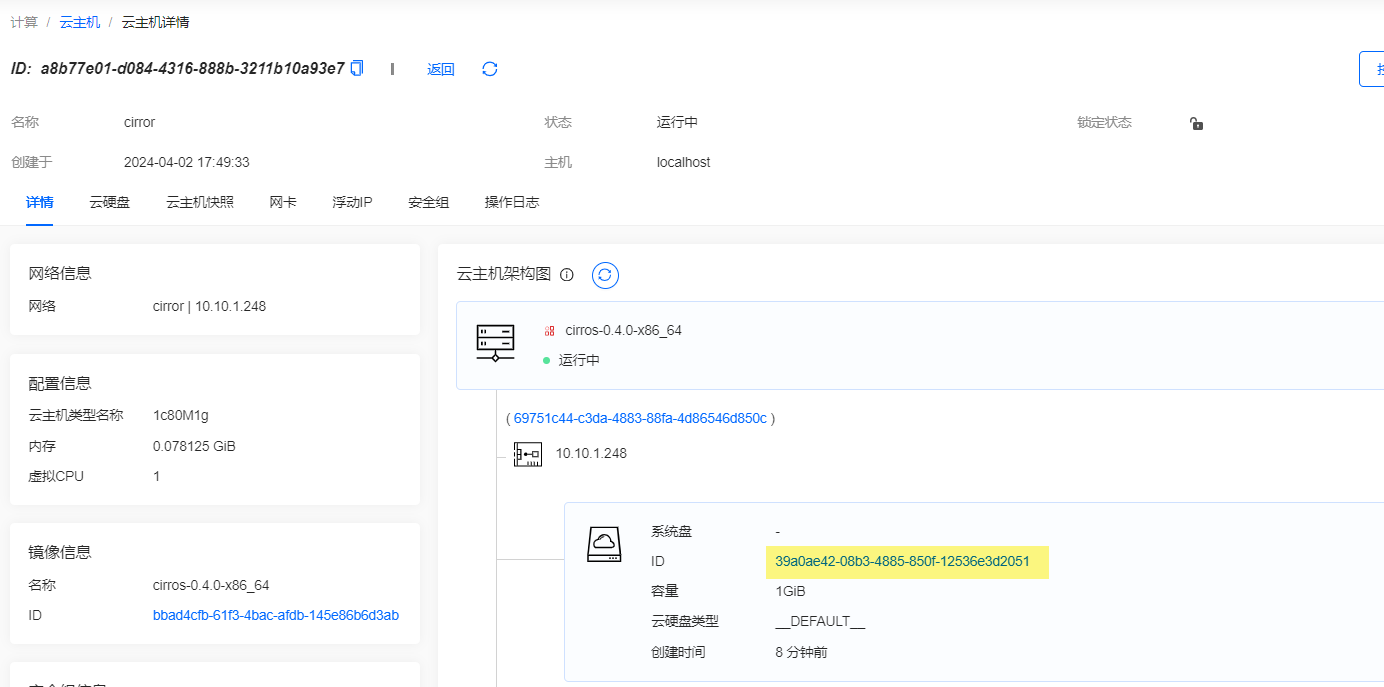 计算 / 云主机 / 云主机详情
ID: a8b77e01-d084-4316-888b-3211b10a93e7 | 返回
名称 cirror 状态 运行中 锁定状态
创建于 2024-04-02 17:49:33 主机 localhost
详情 云硬盘 云主机快照 网卡 浮动IP 安全组 操作日志
网络信息
网络 cirror | 10.10.1.248
配置信息
云主机类型名称 1c80M1g
内存 0.078125 GiB
虚拟CPU 1
镜像信息
名称 cirros-0.4.0-x86_64
ID bbad4cfb-61f3-4bac-afdb-145e86b6d3ab
云主机架构图
cirros-0.4.0-x86_64
运行中
( 69751c44-c3da-4883-88fa-4d86546d850c )
10.10.1.248
系统盘 -
ID 39a0ae42-08b3-4885-850f-12536e3d2051
容量 1GiB
云硬盘类型 __DEFAULT__
创建时间 8 分钟前